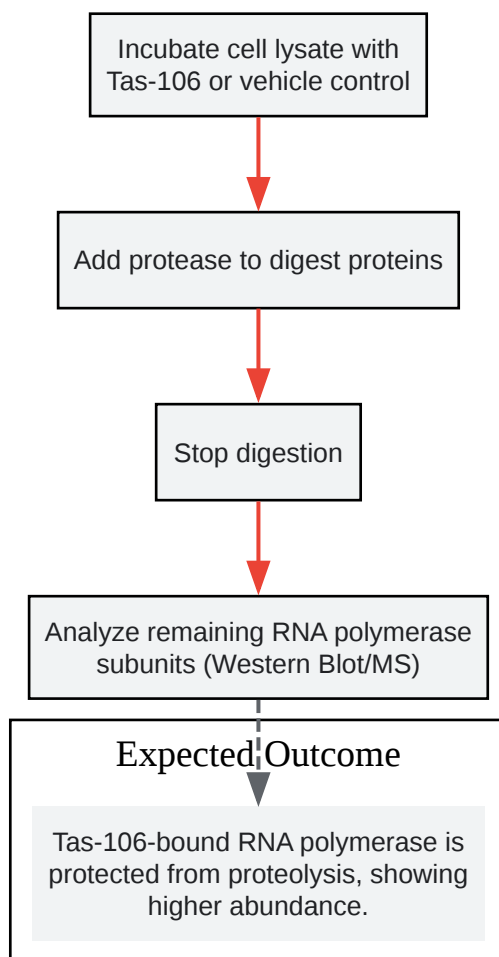 Incubate cell lysate with
Tas-106 or vehicle control
Add protease to digest proteins
Stop digestion
Analyze remaining RNA polymerase
subunits (Western Blot/MS)
Expected Outcome
Tas-106-bound RNA polymerase is
protected from proteolysis, showing
higher abundance.